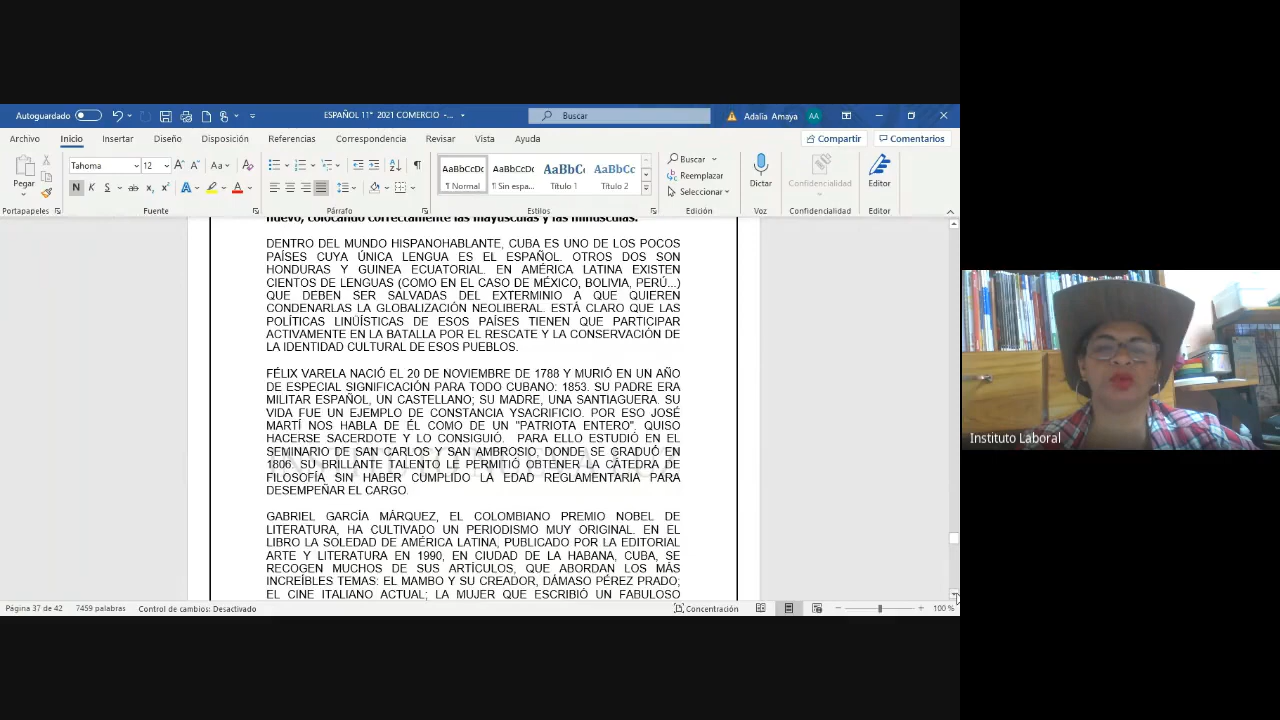 Autoguardado
ESPAÑOL 11° 2021 COMERCIO -...
Buscar
Adalia Amaya
AA
Archivo Inicio Insertar Diseño Disposición Referencias Correspondencia Revisar Vista Ayuda
Compartir
Comentarios
Pegar
Tahoma
12
AaBbCcDc
¶ Normal
AaBbCcDc
¶ Sin espa...
AaBbC
Título 1
AaBbCc
Título 2
Buscar
Reemplazar
Seleccionar
Dictar
Confidencialidad
Editor
Portapapeles Fuente Párrafo Estilos Edición Voz Confidencialidad Editor
nuevo, colocando correctamente las mayúsculas y las minúsculas.
DENTRO DEL MUNDO HISPANOHABLANTE, CUBA ES UNO DE LOS POCOS
PAÍSES CUYA ÚNICA LENGUA ES EL ESPAÑOL. OTROS DOS SON
HONDURAS Y GUINEA ECUATORIAL. EN AMÉRICA LATINA EXISTEN
CIENTOS DE LENGUAS (CCMO EN EL CASO DE MÉXICO, BOLIVIA, PERÚ...)
QUE DEBEN SER SALVADAS DEL EXTERMINIO A QUE QUIEREN
CONDENARLAS LA GLOBALIZACIÓN NEOLIBERAL. ESTÁ CLARO QUE LAS
POLÍTICAS LINÜÍSTICAS DE ESOS PAÍSES TIENEN QUE PARTICIPAR
ACTIVAMENTE EN LA BATALLA POR EL RESCATE Y LA CONSERVACIÓN DE
LA IDENTIDAD CULTURAL DE ESOS PUEBLOS.
FÉLIX VARELA NACIÓ EL 20 DE NOVIEMBRE DE 1788 Y MURIÓ EN UN AÑO
DE ESPECIAL SIGNIFICACIÓN PARA TODO CUBANO: 1853. SU PADRE ERA
MILITAR ESPAÑOL, UN CASTELLANO; SU MADRE, UNA SANTIAGUERA. SU
VIDA FUE UN EJEMPLO DE CONSTANCIA YSACRIFICIO. POR ESO JOSÉ
MARTÍ NOS HABLA DE ÉL COMO DE UN "PATRIOTA ENTERO". QUISO
HACERSE SACERDOTE Y LO CONSIGUIÓ. PARA ELLO ESTUDIÓ EN EL
SEMINARIO DE SAN CARLOS Y SAN AMBROSIO, DONDE SE GRADUÓ EN
1806. SU BRILLANTE TALENTO LE PERMITIÓ OBTENER LA CÁTEDRA DE
FILOSOFÍA SIN HABER CUMPLIDO LA EDAD REGLAMENTARIA PARA
DESEMPEÑAR EL CARGO.
GABRIEL GARCÍA MÁRQUEZ, EL COLOMBIANO PREMIO NOBEL DE
LITERATURA, HA CULTIVADO UN PERIODISMO MUY ORIGINAL. EN EL
LIBRO LA SOLEDAD DE AMÉRICA LATINA, PUBLICADO POR LA EDITORIAL
ARTE Y LITERATURA EN 1990, EN CIUDAD DE LA HABANA, CUBA, SE
RECOGEN MUCHOS DE SUS ARTÍCULOS, QUE ABORDAN LOS MÁS
INCREÍBLES TEMAS: EL MAMBO Y SU CREADOR, DÁMASO PÉREZ PRADO;
EL CINE ITALIANO ACTUAL; LA MUJER QUE ESCRIBIÓ UN FABULOSO
Página 37 de 42
7459 palabras
Control de cambios: Desactivado
Concentración
100 %
Instituto Laboral